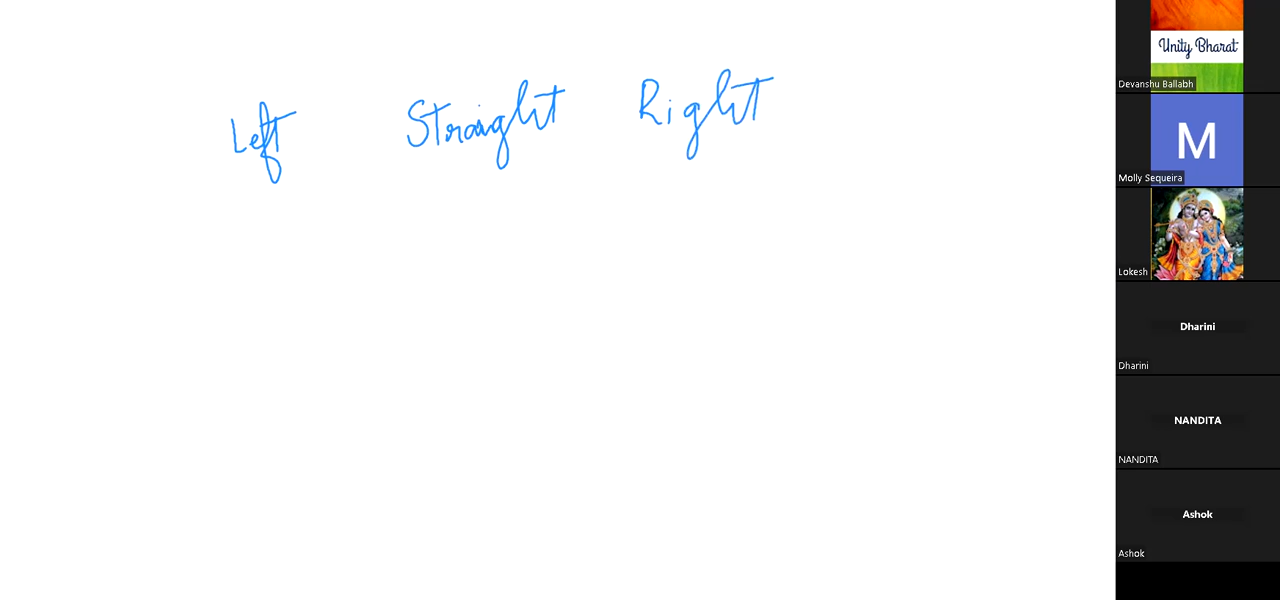 Left Straight Right
Unity Bharat
Devanshu Ballabh
M
Molly Sequeira
Lokesh
Dharini
Dharini
NANDITA
NANDITA
Ashok
Ashok